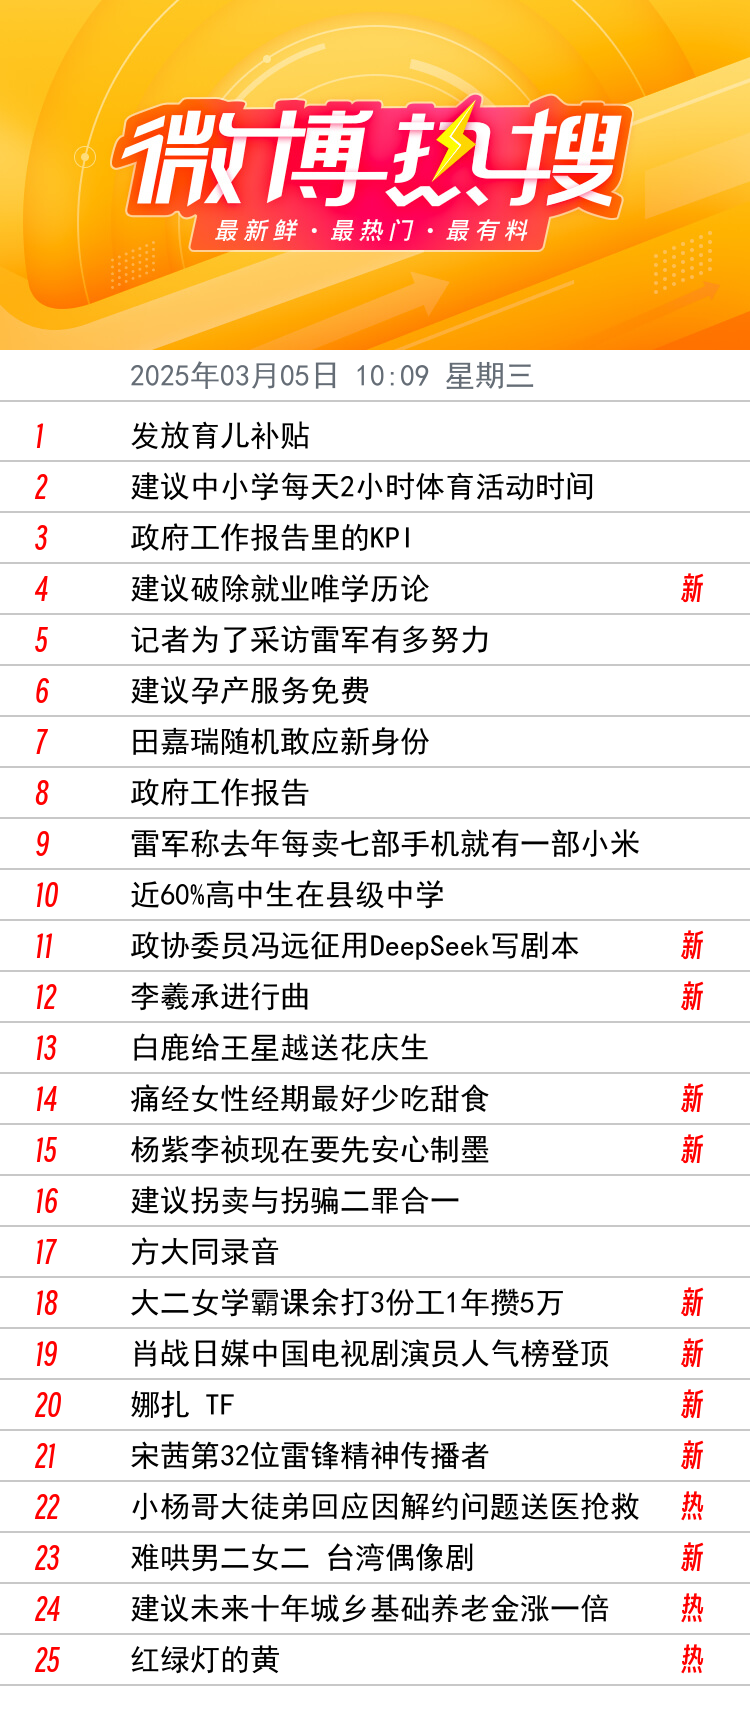 微博热搜
最新鲜·最热门·最有料
2025年03月05日 10:09 星期三
1 发放育儿补贴
2 建议中小学每天2小时体育活动时间
3 政府工作报告里的KPI
4 建议破除就业唯学历论 新
5 记者为了采访雷军有多努力
6 建议孕产服务免费
7 田嘉瑞随机敢应新身份
8 政府工作报告
9 雷军称去年每卖七部手机就有一部小米
10 近60%高中生在县级中学
11 政协委员冯远征用DeepSeek写剧本 新
12 李羲承进行曲 新
13 白鹿给王星越送花庆生
14 痛经女性经期最好少吃甜食 新
15 杨紫李祯现在要先安心制墨 新
16 建议拐卖与拐骗二罪合一
17 方大同录音
18 大二女学霸课余打3份工1年攒5万 新
19 肖战日媒中国电视剧演员人气榜登顶 新
20 娜扎 TF 新
21 宋茜第32位雷锋精神传播者 新
22 小杨哥大徒弟回应因解约问题送医抢救 热
23 难哄男二女二 台湾偶像剧 新
24 建议未来十年城乡基础养老金涨一倍 热
25 红绿灯的黄 热